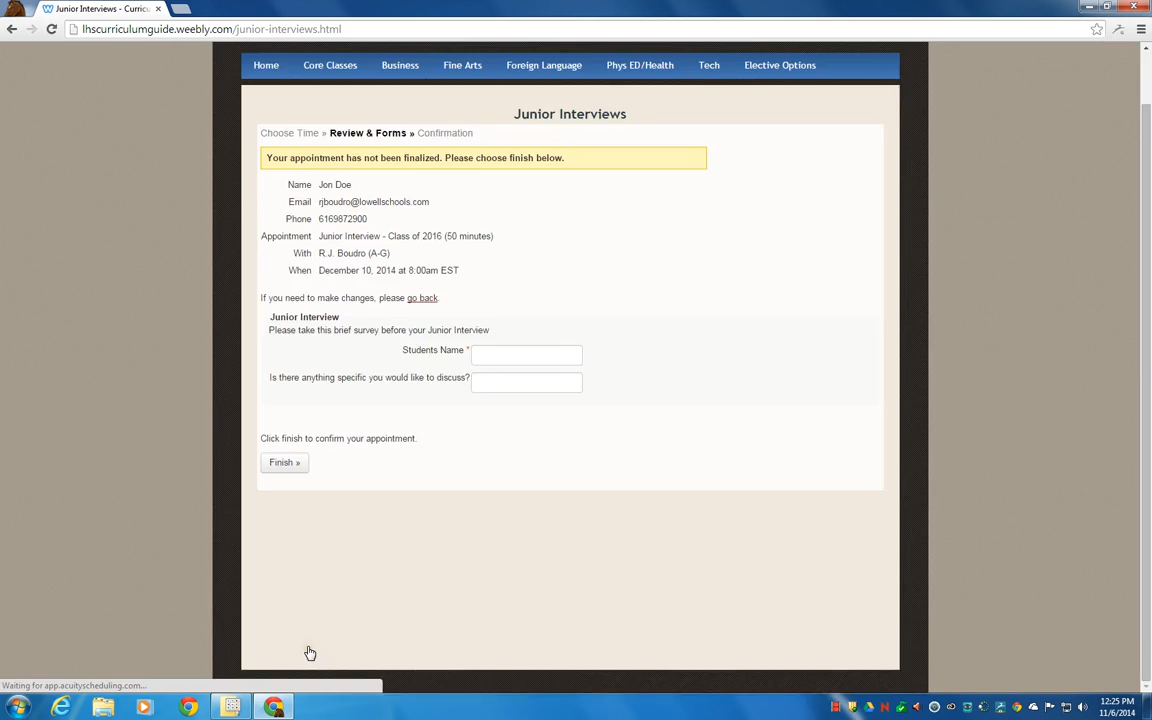 Junior Interviews - Curricu
lhscurriculumguide.weebly.com/junior-interviews.html
Home Core Classes Business Fine Arts Foreign Language Phys ED/Health Tech Elective Options
Junior Interviews
Choose Time » Review & Forms » Confirmation
Your appointment has not been finalized. Please choose finish below.
Name Jon Doe
Email rjboudro@lowellschools.com
Phone 6169872900
Appointment Junior Interview - Class of 2016 (50 minutes)
With R.J. Boudro (A-G)
When December 10, 2014 at 8:00am EST
If you need to make changes, please go back.
Junior Interview
Please take this brief survey before your Junior Interview
Students Name *
Is there anything specific you would like to discuss?
Click finish to confirm your appointment.
Finish »
Waiting for app.acuityscheduling.com...
12:25 PM
11/6/2014